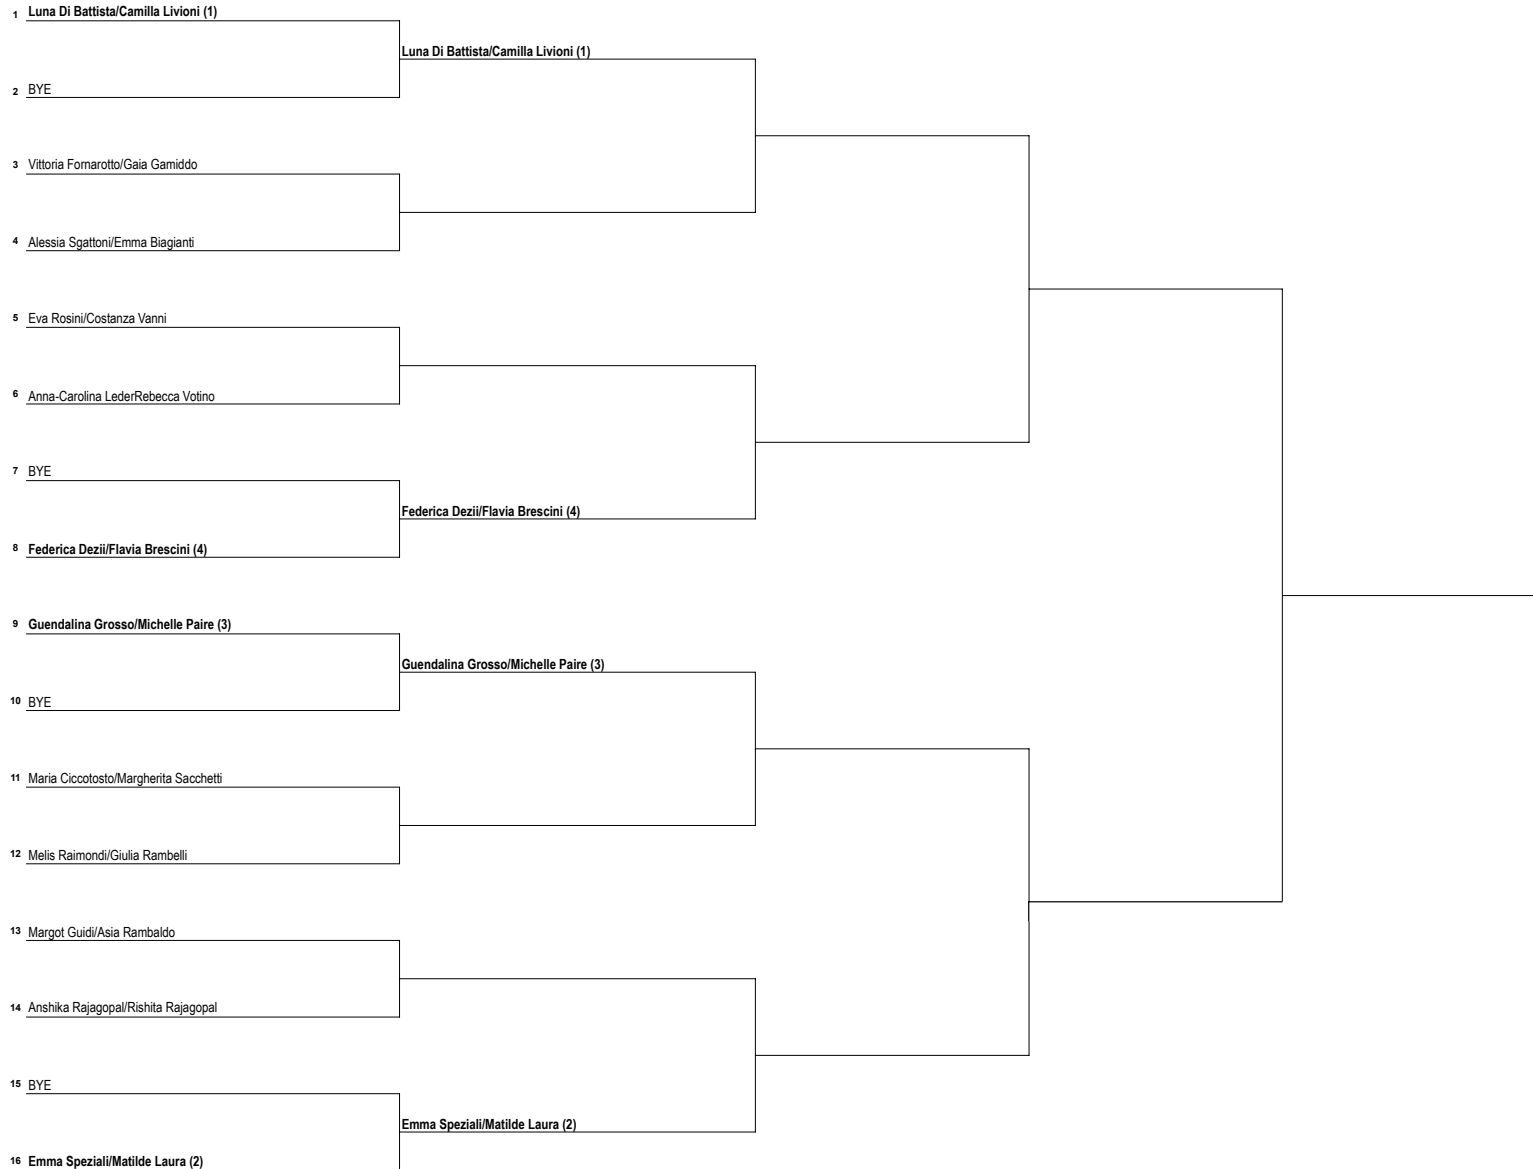 1 Luna Di Battista/Camilla Livioni (1)
Luna Di Battista/Camilla Livioni (1)
2 BYE
3 Vittoria Fornarotto/Gaia Gamiddo
4 Alessia Sgattoni/Emma Biagianti
5 Eva Rosini/Costanza Vanni
6 Anna-Carolina LederRebecca Votino
7 BYE
Federica Dezii/Flavia Brescini (4)
8 Federica Dezii/Flavia Brescini (4)
9 Guendalina Grosso/Michelle Paire (3)
Guendalina Grosso/Michelle Paire (3)
10 BYE
11 Maria Ciccotosto/Margherita Sacchetti
12 Melis Raimondi/Giulia Rambelli
13 Margot Guidi/Asia Rambaldo
14 Anshika Rajagopal/Rishita Rajagopal
15 BYE
Emma Speziali/Matilde Laura (2)
16 Emma Speziali/Matilde Laura (2)